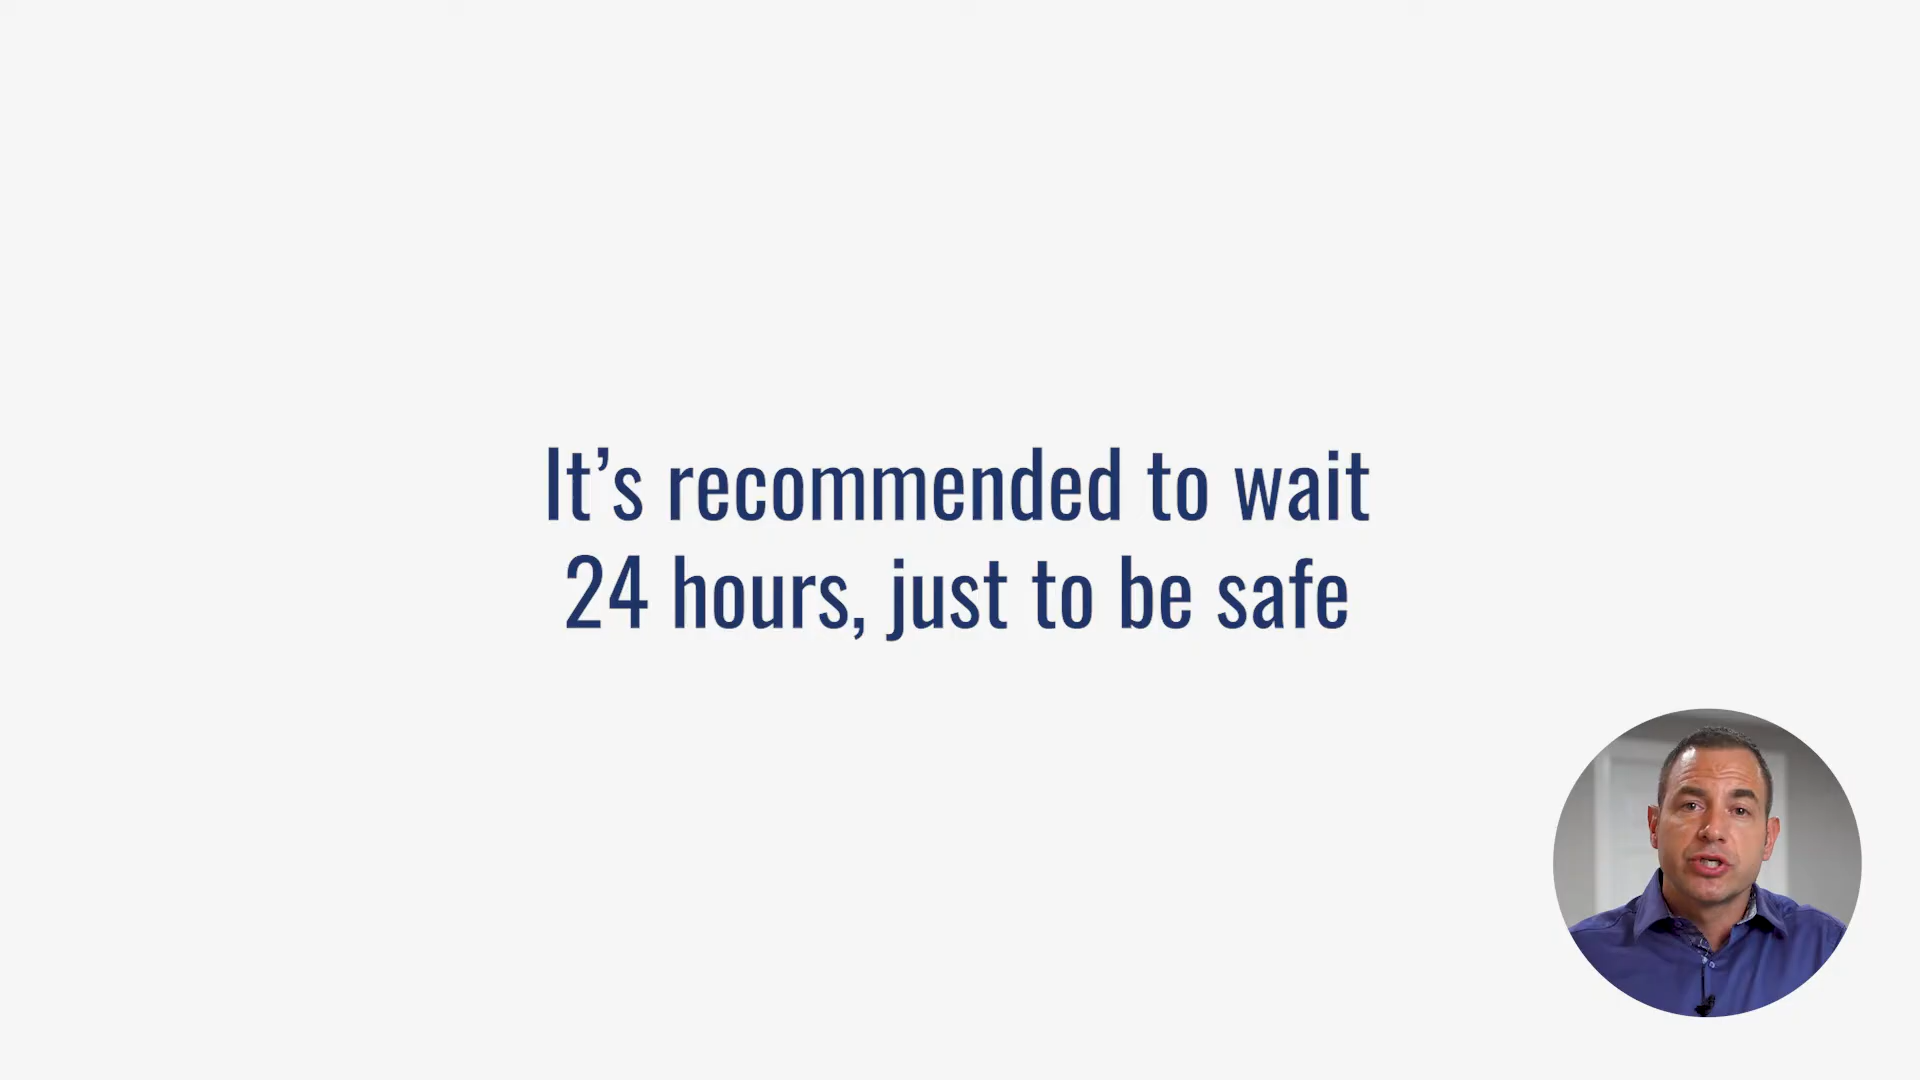 It’s recommended to wait
24 hours, just to be safe